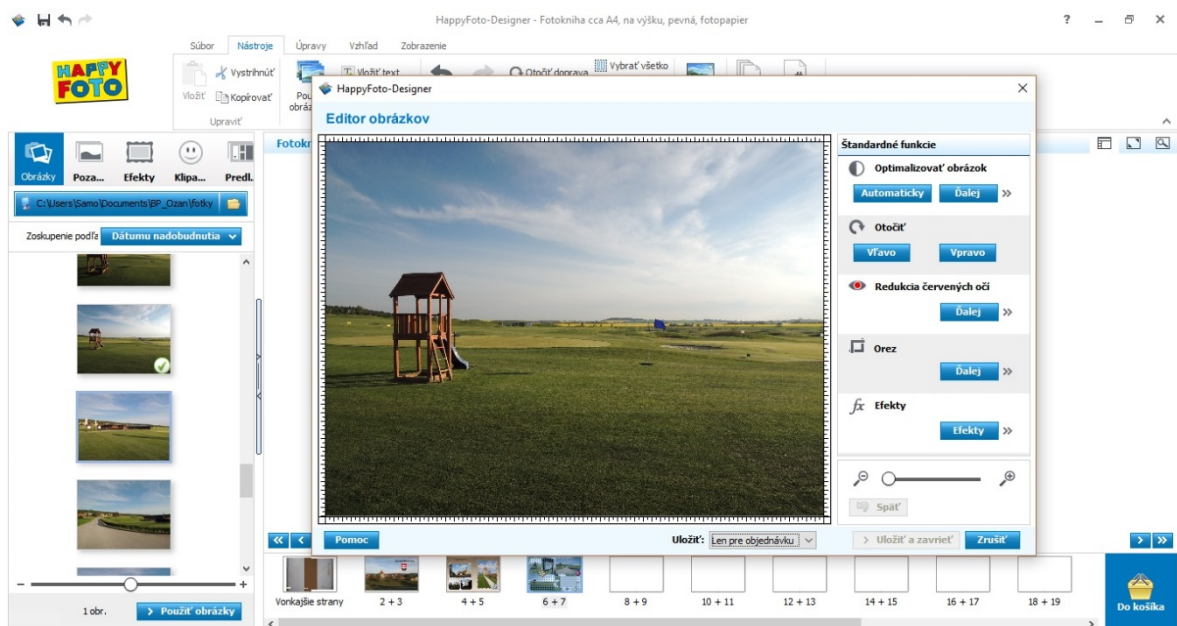 HappyFoto-Designer - Fotokniha cca A4, na výšku, pevná, fotopapier
?
Súbor Nástroje Úpravy Vzhľad Zobrazenie
HAPPY
FOTO
Vložiť
Vystrihnúť
Kopírovať
Upraviť
Vložiť text
Otočiť doprava
Vybrať všetko
HappyFoto-Designer
Editor obrázkov
Obrázky Poza... Efekty Klipa... Predl.
C:\Users\Samo\Documents\BP_Ozan\fotky
Zoskupenie podľa Dátumu nadobudnutia
Štandardné funkcie
Optimalizovať obrázok
Automaticky Ďalej »
Otočiť
Vľavo Vpravo
Redukcia červených očí
Ďalej »
Orez
Ďalej »
fx Efekty
Efekty »
Späť
Pomoc Uložiť: Len pre objednávku > Uložiť a zavrieť Zrušiť
Vonkajšie strany 2 + 3 4 + 5 6 + 7 8 + 9 10 + 11 12 + 13 14 + 15 16 + 17 18 + 19
1 obr. > Použiť obrázky
Do košíka